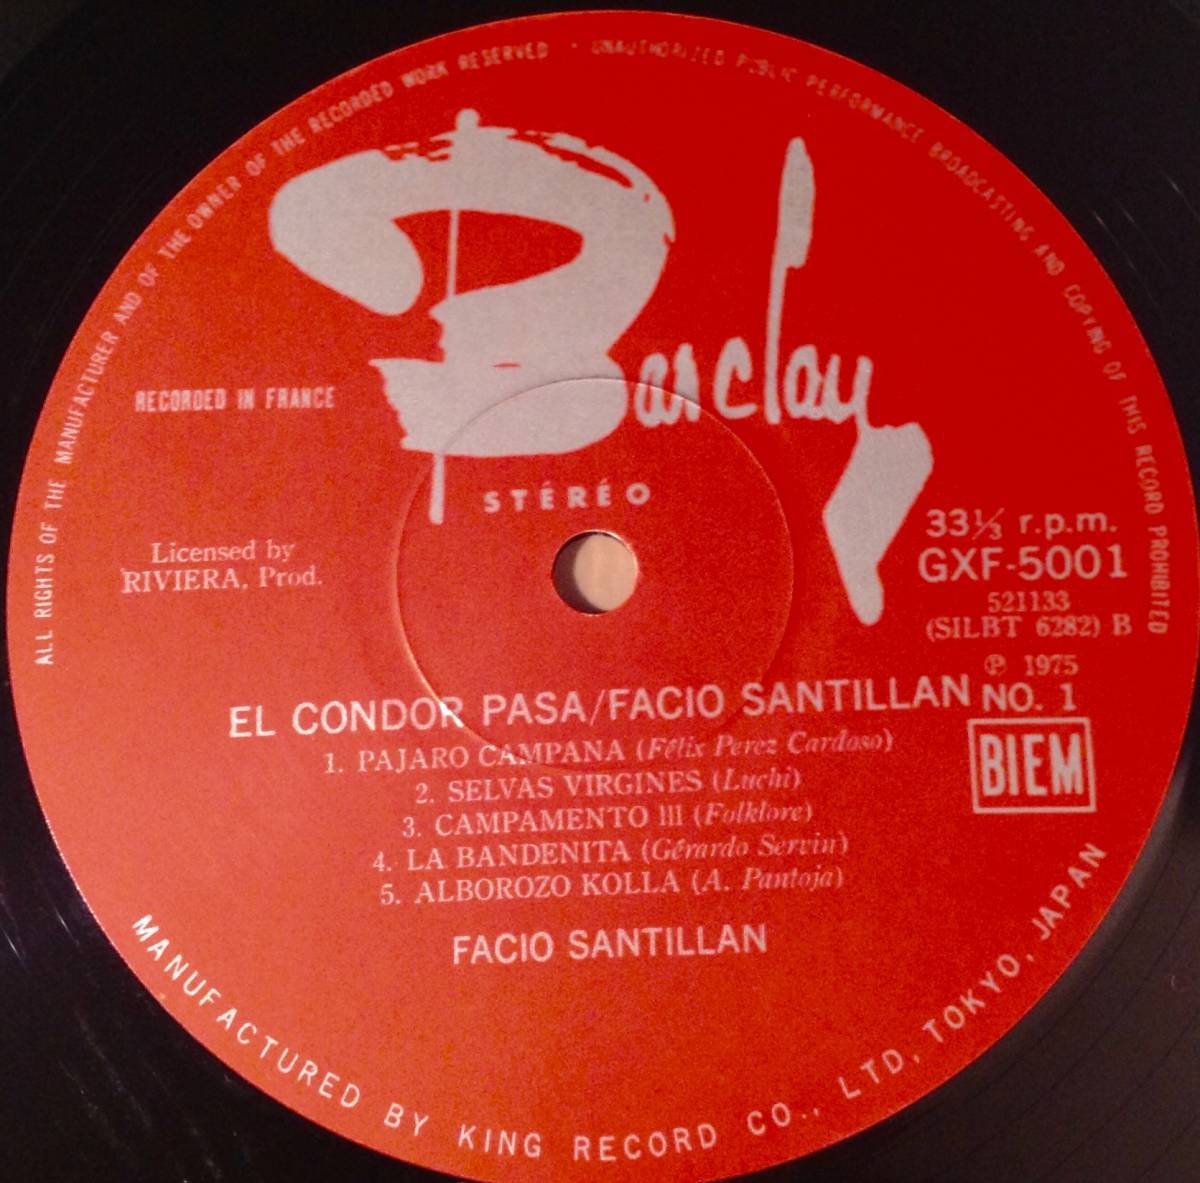 ALL RIGHTS OF THE MANUFACTURER AND OF THE OWNER OF THE RECORDED WORK RESERVED · UNAUTHORIZED PUBLIC PERFORMANCE BROADCASTING AND COPYING OF THIS RECORD PROHIBITED
Barclay
RECORDED IN FRANCE
STÉRÉO
Licensed by
RIVIERA, Prod.
33⅓ r.p.m.
GXF-5001
521133
(SILBT 6282) B
℗ 1975
EL CONDOR PASA/FACIO SANTILLAN NO. 1
BIEM
1. PAJARO CAMPANA (Félix Perez Cardoso)
2. SELVAS VIRGINES (Luchi)
3. CAMPAMENTO III (Folklore)
4. LA BANDENITA (Gérardo Servin)
5. ALBOROZO KOLLA (A. Pantoja)
FACIO SANTILLAN
MANUFACTURED BY KING RECORD CO., LTD, TOKYO, JAPAN